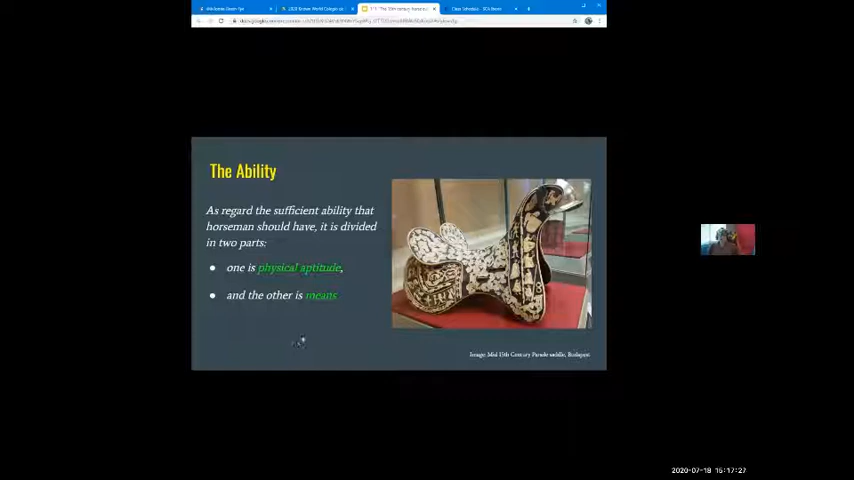 The Ability
As regard the sufficient ability that
horseman should have, it is divided
in two parts:
● one is physical aptitude,
● and the other is means
Image: Mid 15th Century Parade saddle, Budapest
2020-07-18 15:17:27